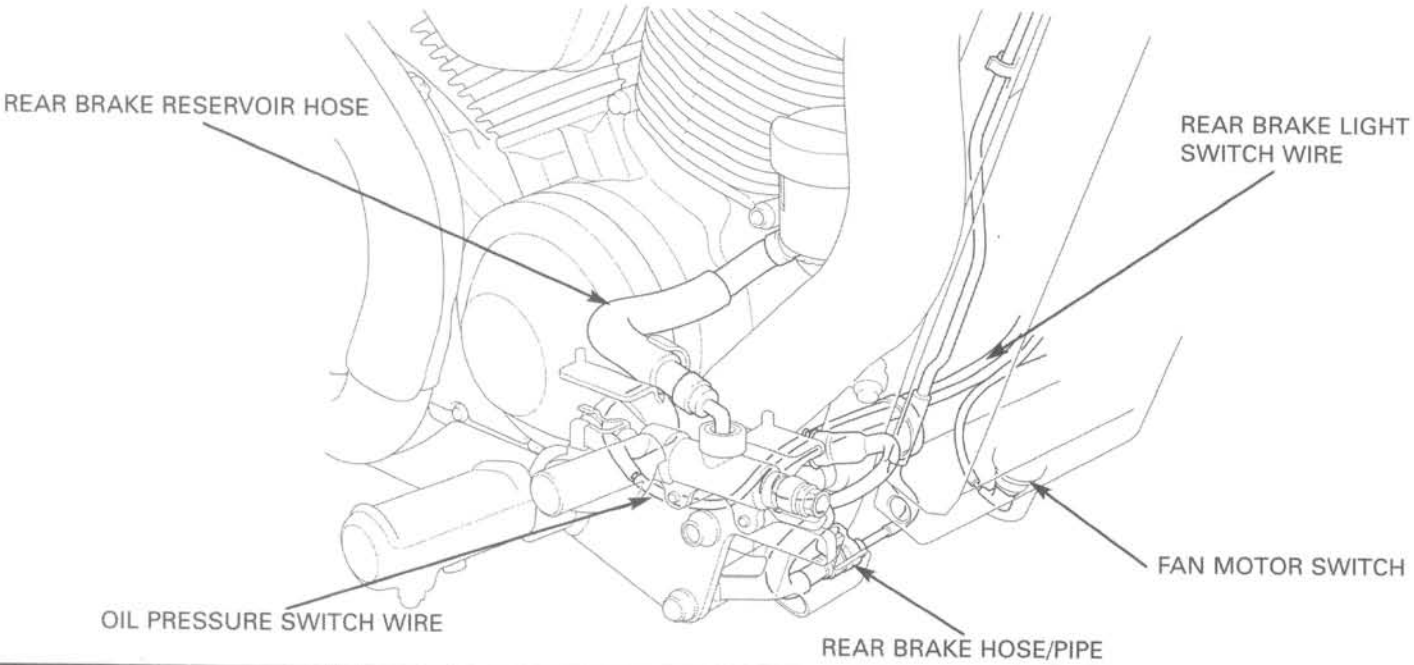 REAR BRAKE RESERVOIR HOSE
REAR BRAKE LIGHT
SWITCH WIRE
FAN MOTOR SWITCH
OIL PRESSURE SWITCH WIRE
REAR BRAKE HOSE/PIPE